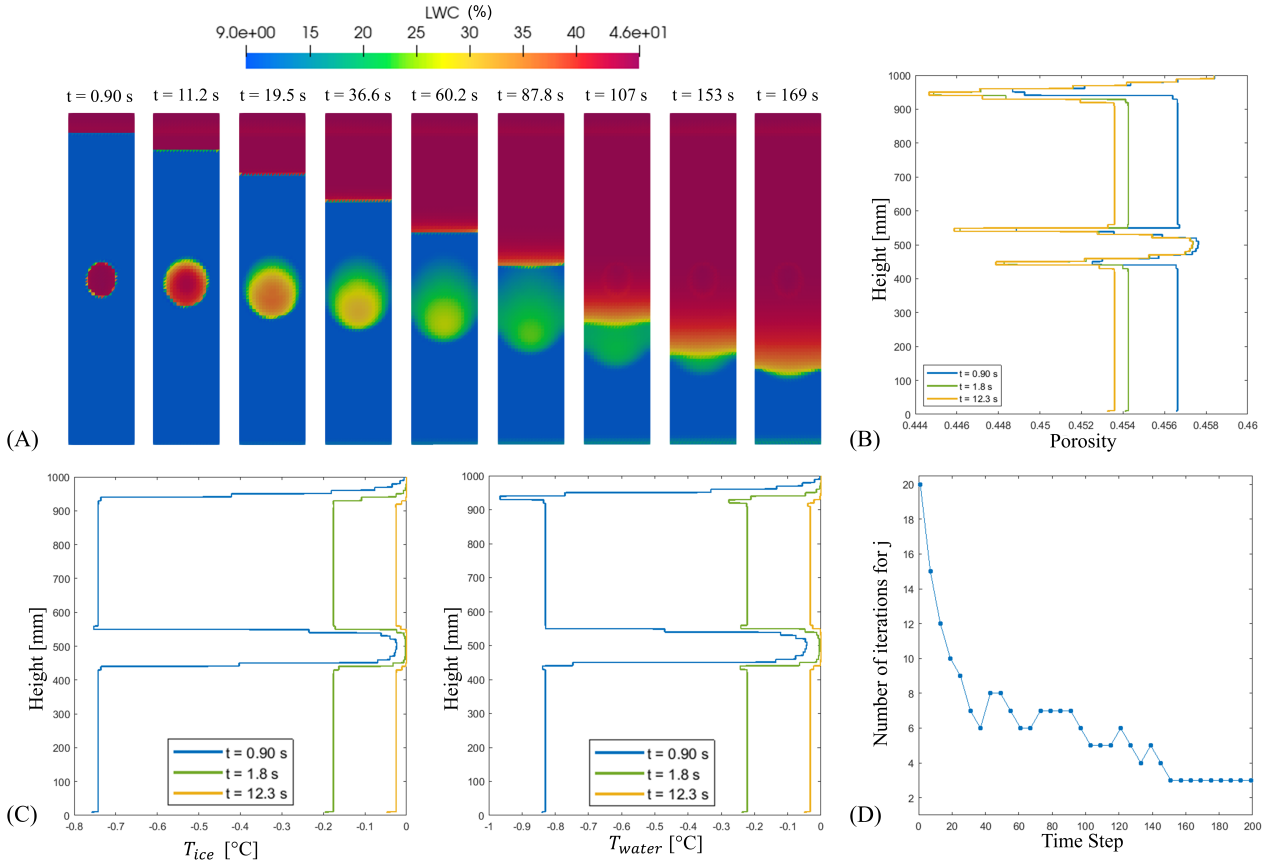 LWC (%)
9.0e+00 15 20 25 30 35 40 4.6e+01
t = 0.90 s t = 11.2 s t = 19.5 s t = 36.6 s t = 60.2 s t = 87.8 s t = 107 s t = 153 s t = 169 s
(A)
1000
900
800
700
600
500
400
300
200
100
0
Height [mm]
t = 0.90 s
t = 1.8 s
t = 12.3 s
0.444 0.446 0.448 0.45 0.452 0.454 0.456 0.458 0.46
Porosity
(B)
1000
900
800
700
600
500
400
300
200
100
0
Height [mm]
t = 0.90 s
t = 1.8 s
t = 12.3 s
-0.8 -0.7 -0.6 -0.5 -0.4 -0.3 -0.2 -0.1 0
T_ice [°C]
(C)
1000
900
800
700
600
500
400
300
200
100
0
Height [mm]
t = 0.90 s
t = 1.8 s
t = 12.3 s
-1 -0.9 -0.8 -0.7 -0.6 -0.5 -0.4 -0.3 -0.2 -0.1 0
T_water [°C]
20
18
16
14
12
10
8
6
4
2
Number of iterations for j
0 20 40 60 80 100 120 140 160 180 200
Time Step
(D)